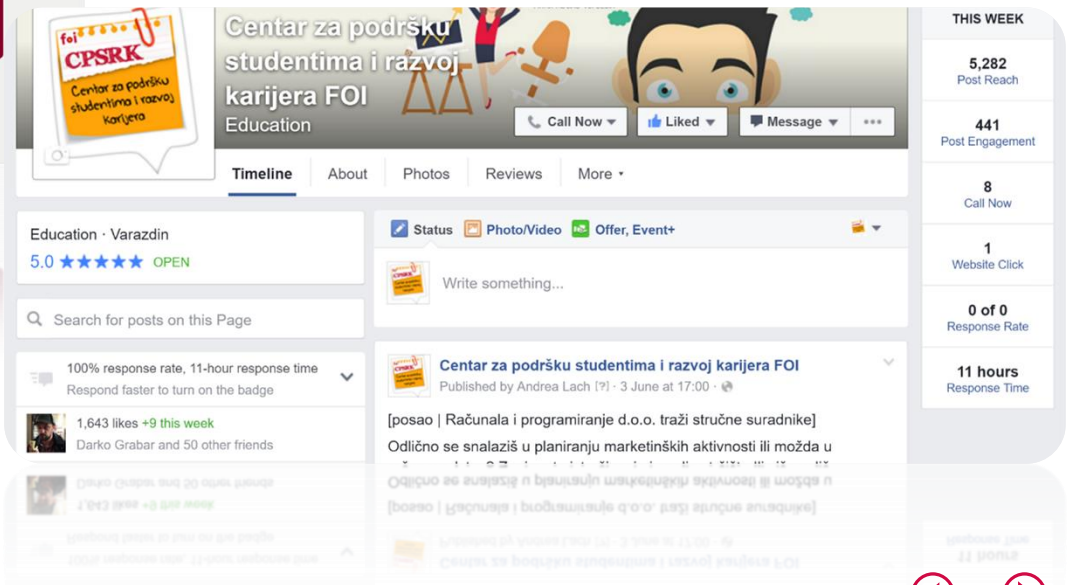 foi
CPSRK
Centar za podršku
studentima i razvoj
karijera
Centar za podršku
studentima i razvoj
karijera FOI
Education
Call Now
Liked
Message
Timeline
About
Photos
Reviews
More
THIS WEEK
5,282
Post Reach
441
Post Engagement
8
Call Now
1
Website Click
0 of 0
Response Rate
11 hours
Response Time
Education · Varazdin
5.0 ★★★★★ OPEN
Search for posts on this Page
100% response rate, 11-hour response time
Respond faster to turn on the badge
1,643 likes +9 this week
Darko Grabar and 50 other friends
Status
Photo/Video
Offer, Event+
Write something...
Centar za podršku studentima i razvoj karijera FOI
Published by Andrea Lach [?] · 3 June at 17:00 ·
[posao | Računala i programiranje d.o.o. traži stručne suradnike]
Odlično se snalaziš u planiranju marketinških aktivnosti ili možda u